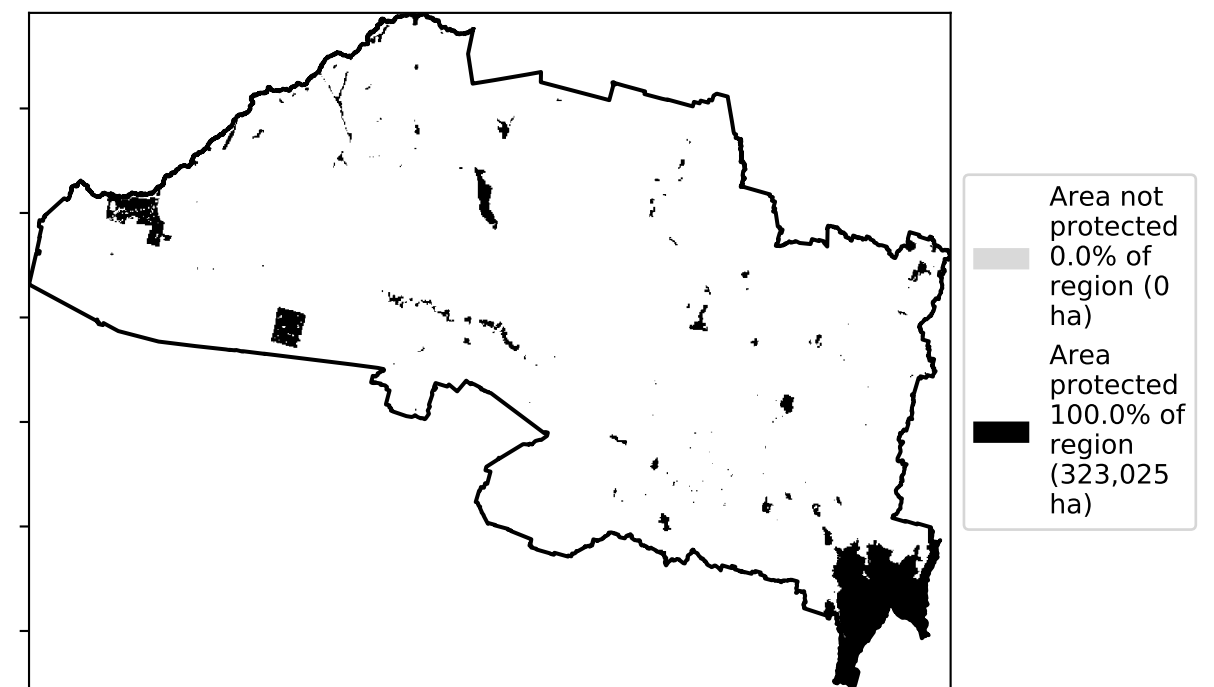 Area not
protected
0.0% of
region (0
ha)
Area
protected
100.0% of
region
(323,025
ha)